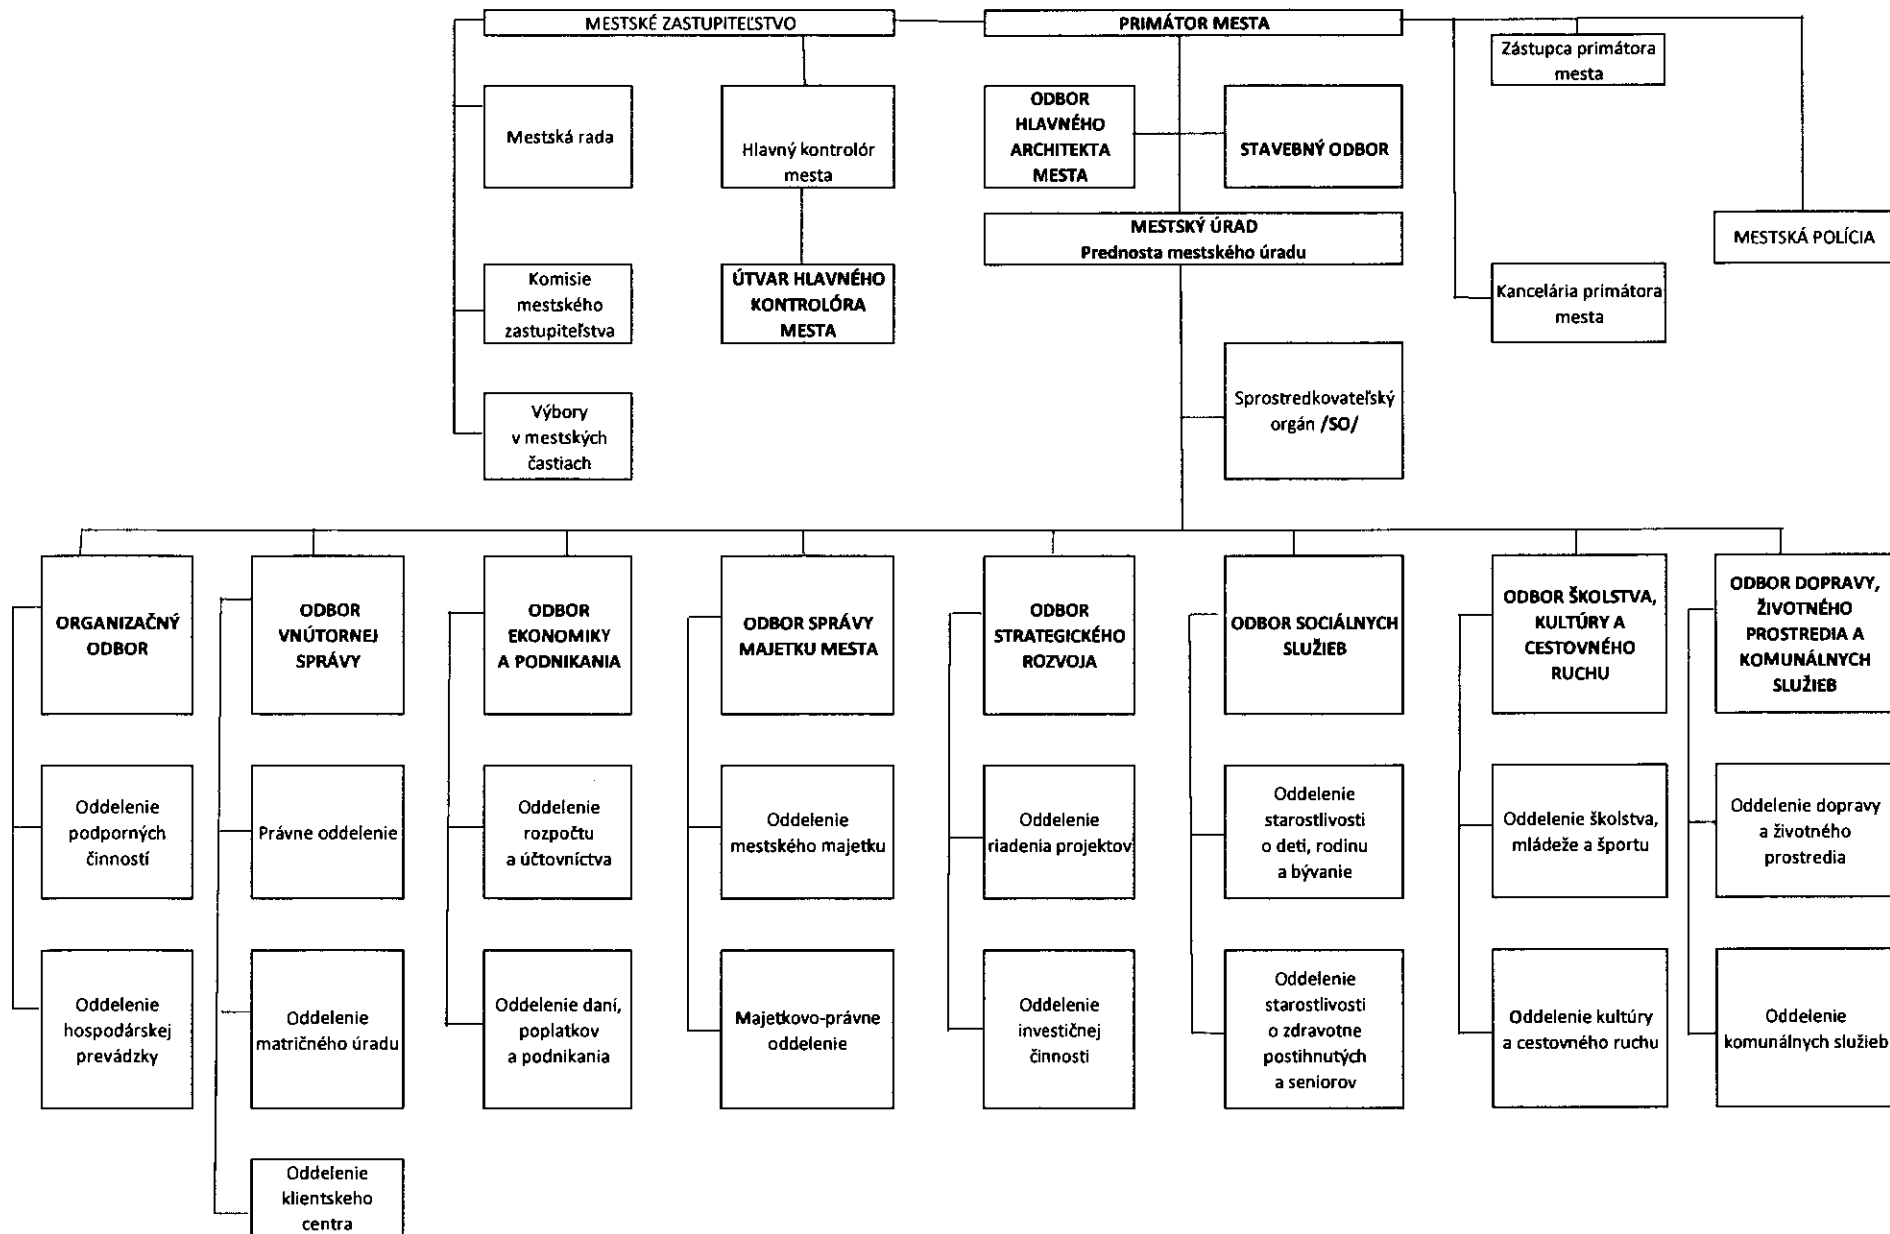 MESTSKÉ ZASTUPITEĽSTVO
PRIMÁTOR MESTA
Zástupca primátora
mesta
Mestská rada
Hlavný kontrolór
mesta
ODBOR
HLAVNÉHO
ARCHITEKTA
MESTA
STAVEBNÝ ODBOR
MESTSKÝ ÚRAD
Prednosta mestského úradu
MESTSKÁ POLÍCIA
Komisie
mestského
zastupiteľstva
ÚTVAR HLAVNÉHO
KONTROLÓRA
MESTA
Kancelária primátora
mesta
Výbory
v mestských
častiach
Sprostredkovateľský
orgán /SO/
ORGANIZAČNÝ
ODBOR
ODBOR
VNÚTORNEJ
SPRÁVY
ODBOR
EKONOMIKY
A PODNIKANIA
ODBOR SPRÁVY
MAJETKU MESTA
ODBOR
STRATEGICKÉHO
ROZVOJA
ODBOR SOCIÁLNYCH
SLUŽIEB
ODBOR ŠKOLSTVA,
KULTÚRY A
CESTOVNÉHO
RUCHU
ODBOR DOPRAVY,
ŽIVOTNÉHO
PROSTREDIA A
KOMUNÁLNYCH
SLUŽIEB
Oddelenie
podporných
činností
Právne oddelenie
Oddelenie
rozpočtu
a účtovníctva
Oddelenie
mestského majetku
Oddelenie
riadenia projektov
Oddelenie
starostlivosti
o deti, rodinu
a bývanie
Oddelenie školstva,
mládeže a športu
Oddelenie dopravy
a životného
prostredia
Oddelenie
hospodárskej
prevádzky
Oddelenie
matričného úradu
Oddelenie daní,
poplatkov
a podnikania
Majetkovo-právne
oddelenie
Oddelenie
investičnej
činnosti
Oddelenie
starostlivosti
o zdravotne
postihnutých
a seniorov
Oddelenie kultúry
a cestovného ruchu
Oddelenie
komunálnych služieb
Oddelenie
klientskeho
centra